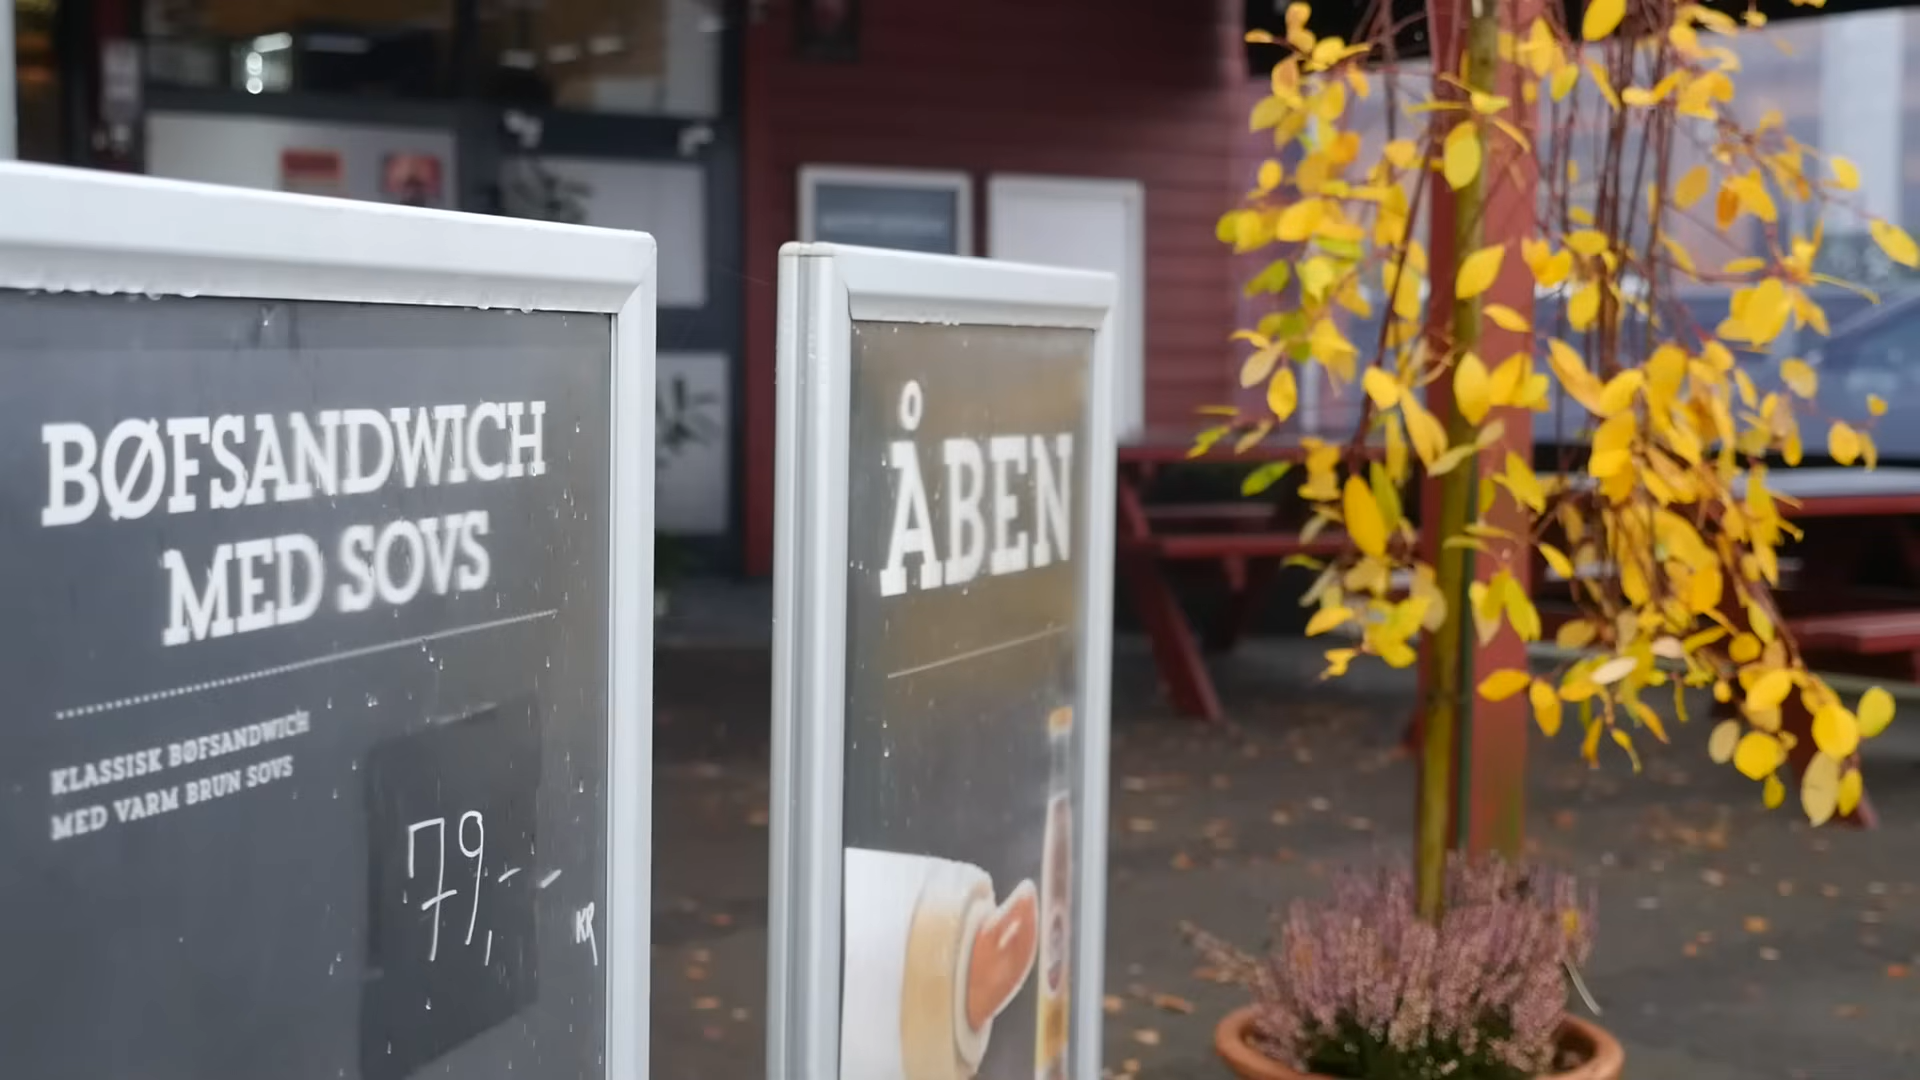 BØFSANDWICH
MED SOVS
KLASSISK BØFSANDWICH
MED VARM BRUN SOVS
79,--
KR
ÅBEN